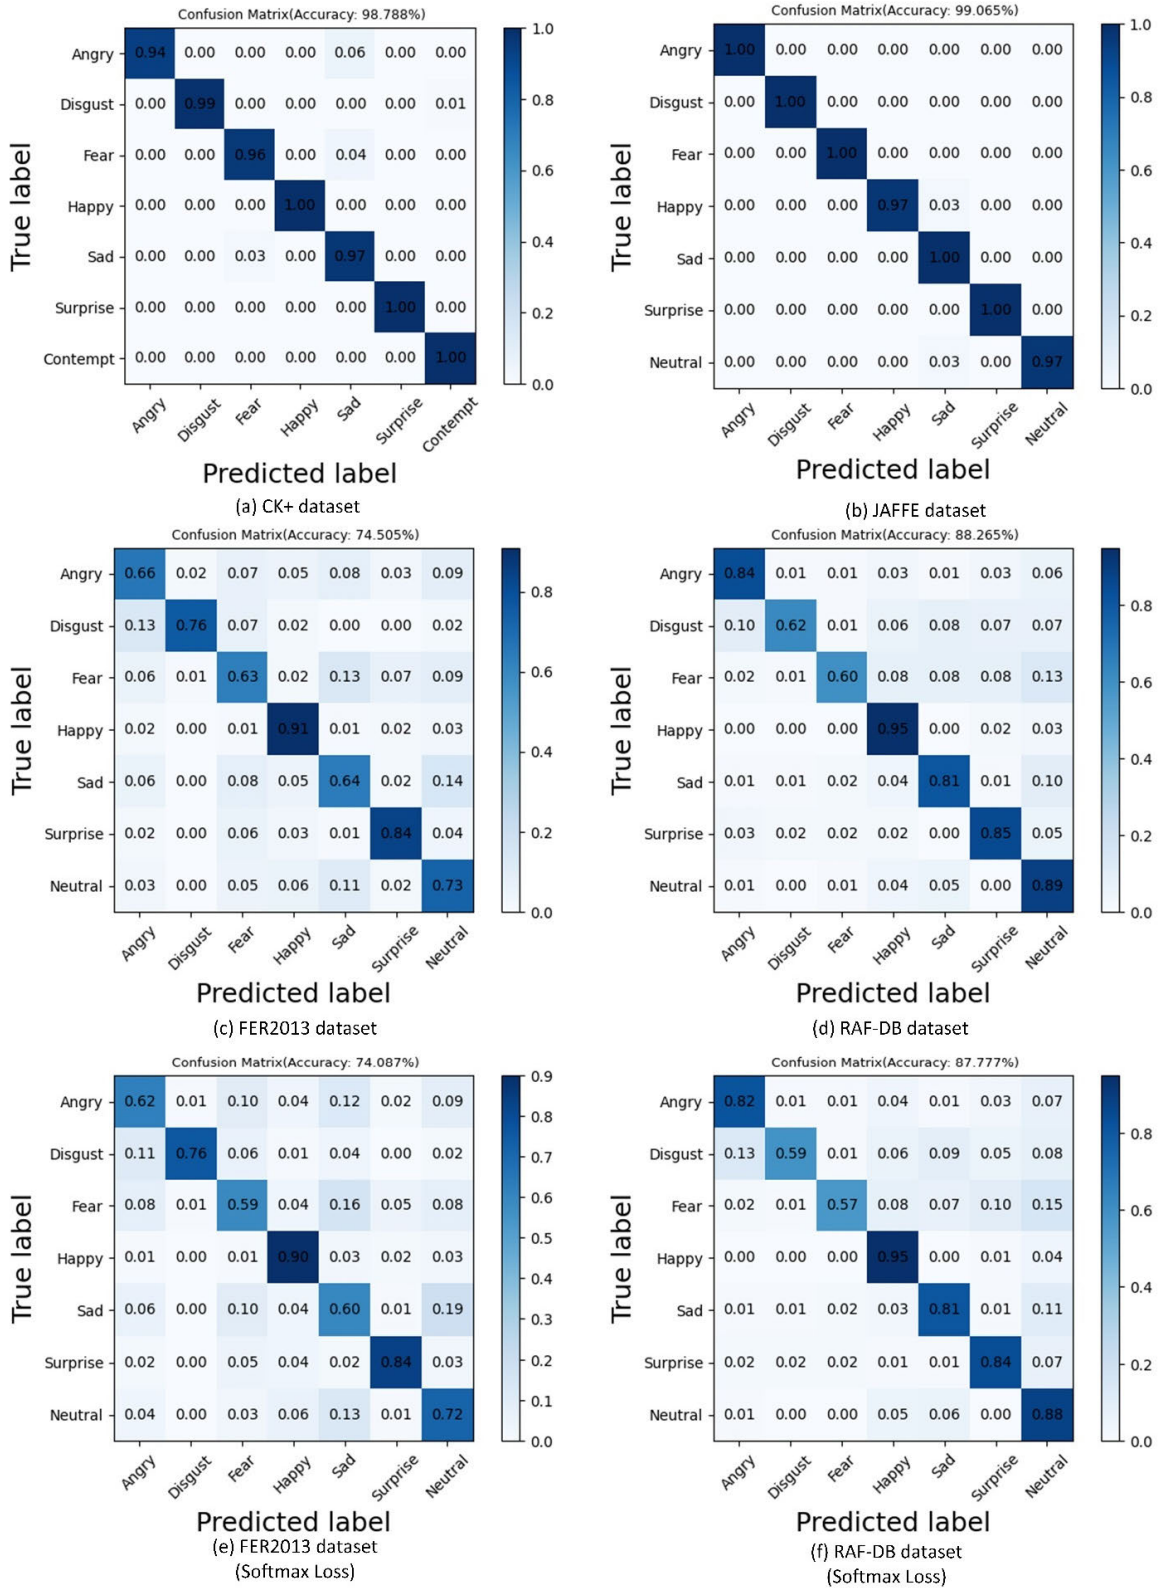 Confusion Matrix(Accuracy: 98.788%)
True label
Angry 0.94 0.00 0.00 0.00 0.06 0.00 0.00
Disgust 0.00 0.99 0.00 0.00 0.00 0.00 0.01
Fear 0.00 0.00 0.96 0.00 0.04 0.00 0.00
Happy 0.00 0.00 0.00 1.00 0.00 0.00 0.00
Sad 0.00 0.00 0.03 0.00 0.97 0.00 0.00
Surprise 0.00 0.00 0.00 0.00 0.00 1.00 0.00
Contempt 0.00 0.00 0.00 0.00 0.00 0.00 1.00
Angry Disgust Fear Happy Sad Surprise Contempt
1.0
0.8
0.6
0.4
0.2
0.0
Predicted label
(a) CK+ dataset
Confusion Matrix(Accuracy: 99.065%)
True label
Angry 1.00 0.00 0.00 0.00 0.00 0.00 0.00
Disgust 0.00 1.00 0.00 0.00 0.00 0.00 0.00
Fear 0.00 0.00 1.00 0.00 0.00 0.00 0.00
Happy 0.00 0.00 0.00 0.97 0.03 0.00 0.00
Sad 0.00 0.00 0.00 0.00 1.00 0.00 0.00
Surprise 0.00 0.00 0.00 0.00 0.00 1.00 0.00
Neutral 0.00 0.00 0.00 0.00 0.03 0.00 0.97
Angry Disgust Fear Happy Sad Surprise Neutral
1.0
0.8
0.6
0.4
0.2
0.0
Predicted label
(b) JAFFE dataset
Confusion Matrix(Accuracy: 74.505%)
True label
Angry 0.66 0.02 0.07 0.05 0.08 0.03 0.09
Disgust 0.13 0.76 0.07 0.02 0.00 0.00 0.02
Fear 0.06 0.01 0.63 0.02 0.13 0.07 0.09
Happy 0.02 0.00 0.01 0.91 0.01 0.02 0.03
Sad 0.06 0.00 0.08 0.05 0.64 0.02 0.14
Surprise 0.02 0.00 0.06 0.03 0.01 0.84 0.04
Neutral 0.03 0.00 0.05 0.06 0.11 0.02 0.73
Angry Disgust Fear Happy Sad Surprise Neutral
0.8
0.6
0.4
0.2
0.0
Predicted label
(c) FER2013 dataset
Confusion Matrix(Accuracy: 88.265%)
True label
Angry 0.84 0.01 0.01 0.03 0.01 0.03 0.06
Disgust 0.10 0.62 0.01 0.06 0.08 0.07 0.07
Fear 0.02 0.01 0.60 0.08 0.08 0.08 0.13
Happy 0.00 0.00 0.00 0.95 0.00 0.02 0.03
Sad 0.01 0.01 0.02 0.04 0.81 0.01 0.10
Surprise 0.03 0.02 0.02 0.02 0.00 0.85 0.05
Neutral 0.01 0.00 0.01 0.04 0.05 0.00 0.89
Angry Disgust Fear Happy Sad Surprise Neutral
0.8
0.6
0.4
0.2
0.0
Predicted label
(d) RAF-DB dataset
Confusion Matrix(Accuracy: 74.087%)
True label
Angry 0.62 0.01 0.10 0.04 0.12 0.02 0.09
Disgust 0.11 0.76 0.06 0.01 0.04 0.00 0.02
Fear 0.08 0.01 0.59 0.04 0.16 0.05 0.08
Happy 0.01 0.00 0.01 0.90 0.03 0.02 0.03
Sad 0.06 0.00 0.10 0.04 0.60 0.01 0.19
Surprise 0.02 0.00 0.05 0.04 0.02 0.84 0.03
Neutral 0.04 0.00 0.03 0.06 0.13 0.01 0.72
Angry Disgust Fear Happy Sad Surprise Neutral
0.9
0.8
0.7
0.6
0.5
0.4
0.3
0.2
0.1
0.0
Predicted label
(e) FER2013 dataset
(Softmax Loss)
Confusion Matrix(Accuracy: 87.777%)
True label
Angry 0.82 0.01 0.01 0.04 0.01 0.03 0.07
Disgust 0.13 0.59 0.01 0.06 0.09 0.05 0.08
Fear 0.02 0.01 0.57 0.08 0.07 0.10 0.15
Happy 0.00 0.00 0.00 0.95 0.00 0.01 0.04
Sad 0.01 0.01 0.02 0.03 0.81 0.01 0.11
Surprise 0.02 0.02 0.02 0.01 0.01 0.84 0.07
Neutral 0.01 0.00 0.00 0.05 0.06 0.00 0.88
Angry Disgust Fear Happy Sad Surprise Neutral
0.8
0.6
0.4
0.2
0.0
Predicted label
(f) RAF-DB dataset
(Softmax Loss)